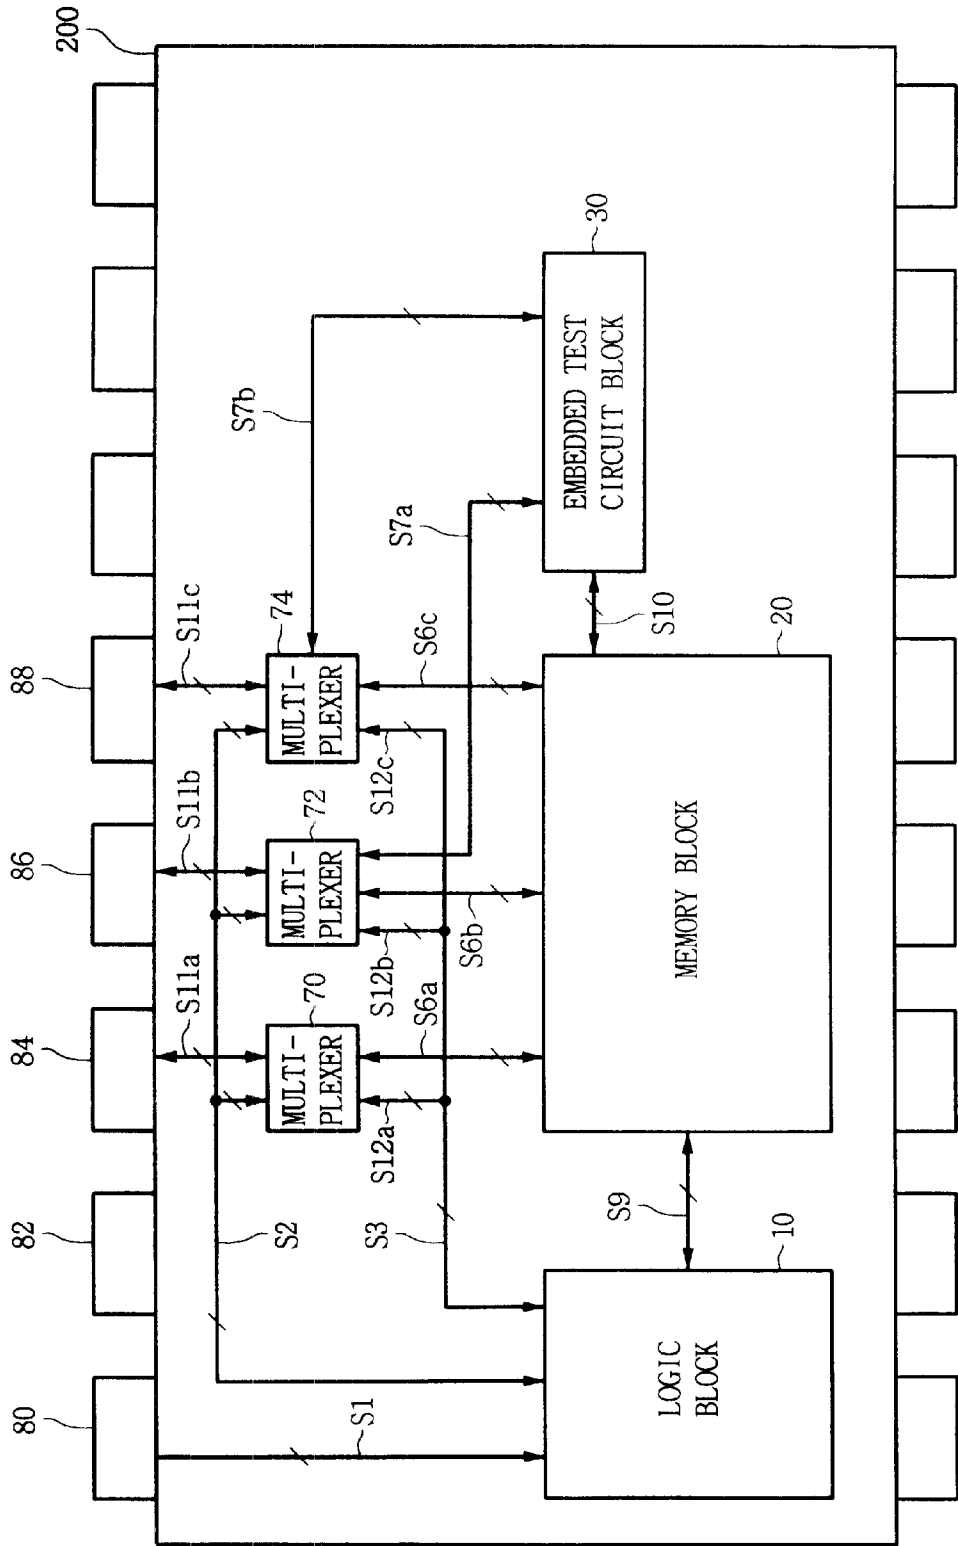 200
80
82
84
86
88
S1
S2
S3
S11a
S11b
S11c
MULTI-
PLEXER
70
MULTI-
PLEXER
72
MULTI-
PLEXER
74
S12a
S12b
S12c
S6a
S6b
S6c
S7a
S7b
LOGIC
BLOCK
10
S9
MEMORY BLOCK
20
S10
EMBEDDED TEST
CIRCUIT BLOCK
30